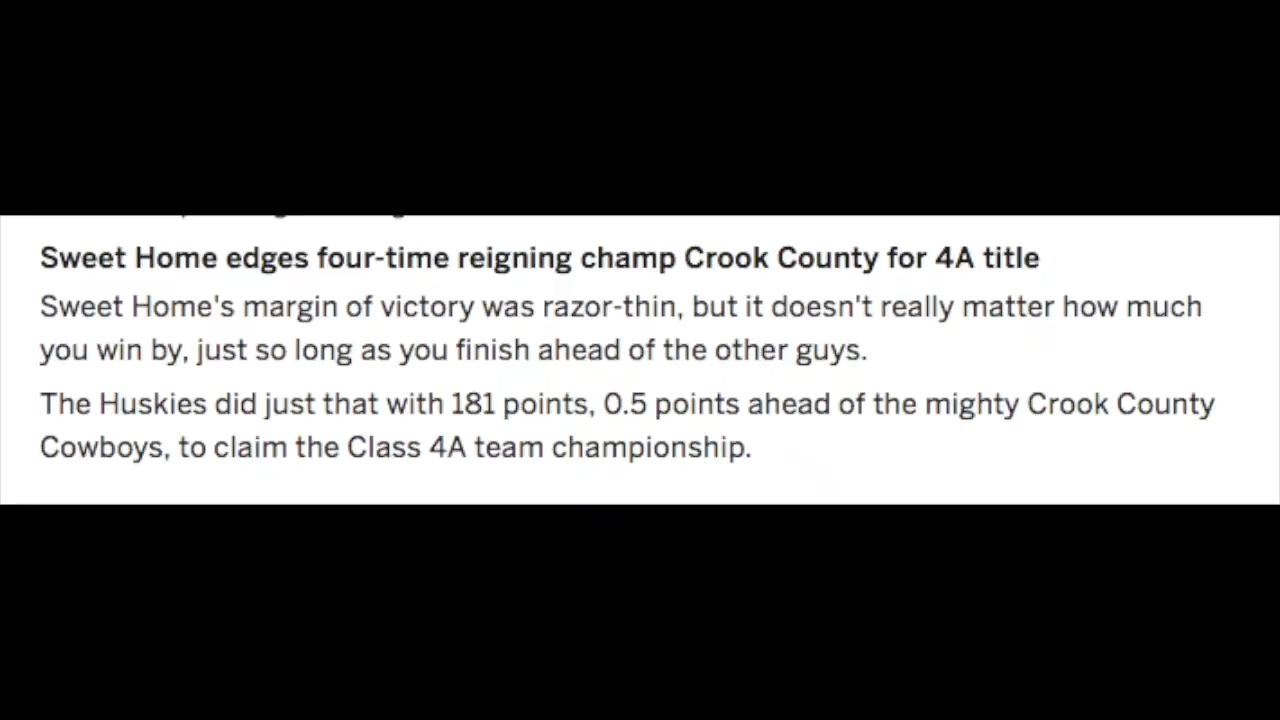 Sweet Home edges four-time reigning champ Crook County for 4A title
Sweet Home's margin of victory was razor-thin, but it doesn't really matter how much
you win by, just so long as you finish ahead of the other guys.
The Huskies did just that with 181 points, 0.5 points ahead of the mighty Crook County
Cowboys, to claim the Class 4A team championship.